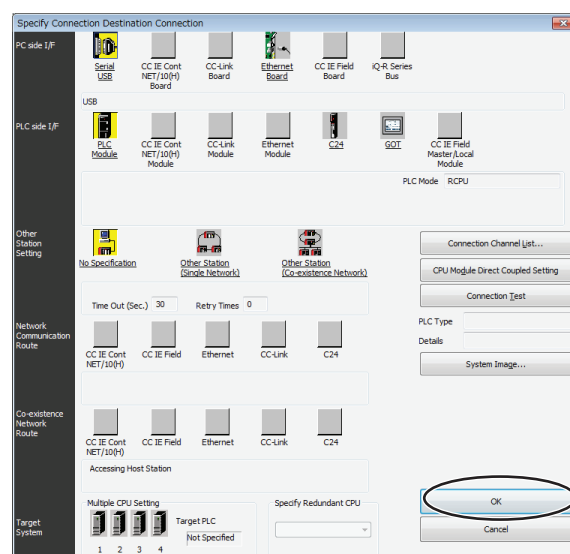 Specify Connection Destination Connection
PC side I/F
Serial
USB
CC IE Cont
NET/10(H)
Board
CC-Link
Board
Ethernet
Board
CC IE Field
Board
iQ-R Series
Bus
USB
PLC side I/F
PLC
Module
CC IE Cont
NET/10(H)
Module
CC-Link
Module
Ethernet
Module
C24
GOT
CC IE Field
Master/Local
Module
PLC Mode RCPU
Other
Station
Setting
No Specification
Other Station
(Single Network)
Other Station
(Co-existence Network)
Connection Channel List...
CPU Module Direct Coupled Setting
Time Out (Sec.) 30 Retry Times 0
Connection Test
PLC Type
Details
System Image...
Network
Communication
Route
CC IE Cont
NET/10(H)
CC IE Field
Ethernet
CC-Link
C24
Co-existence
Network
Route
CC IE Cont
NET/10(H)
CC IE Field
Ethernet
CC-Link
C24
Accessing Host Station
Target
System
Multiple CPU Setting
1 2 3 4
Target PLC
Not Specified
Specify Redundant CPU
OK
Cancel